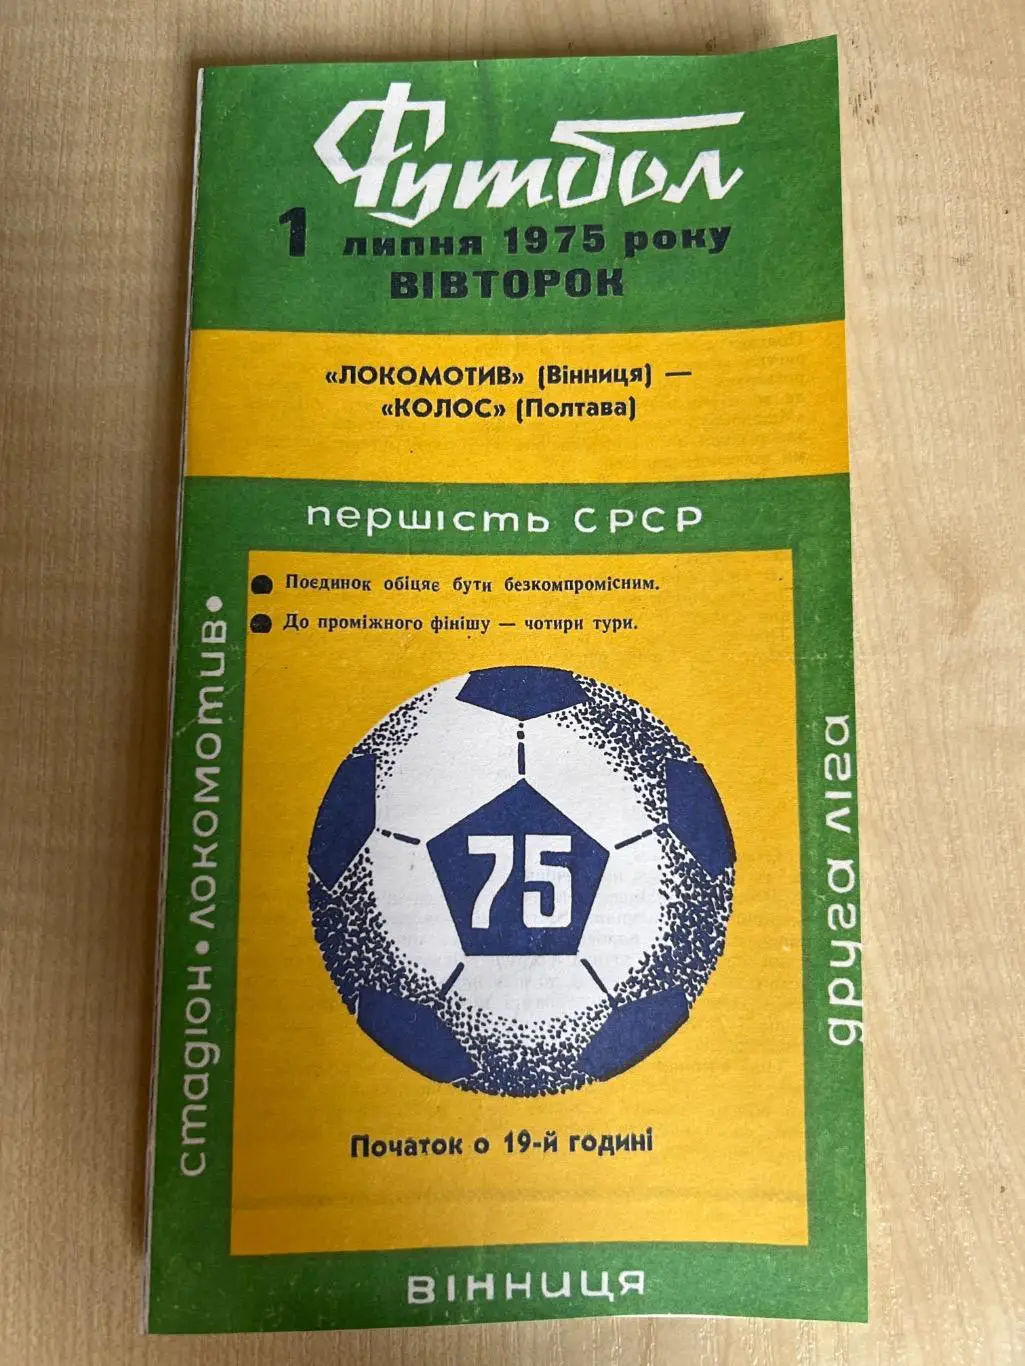 Футбол
1 липня 1975 року
ВІВТОРОК
«ЛОКОМОТИВ» (Вінниця) —
«КОЛОС» (Полтава)
першість СРСР
● Поєдинок обіцяє бути безкомпромісним.
● До проміжного фінішу — чотири тури.
75
Початок о 19-й годині
стадіон •локомотив•
друга ліга
ВІННИЦЯ